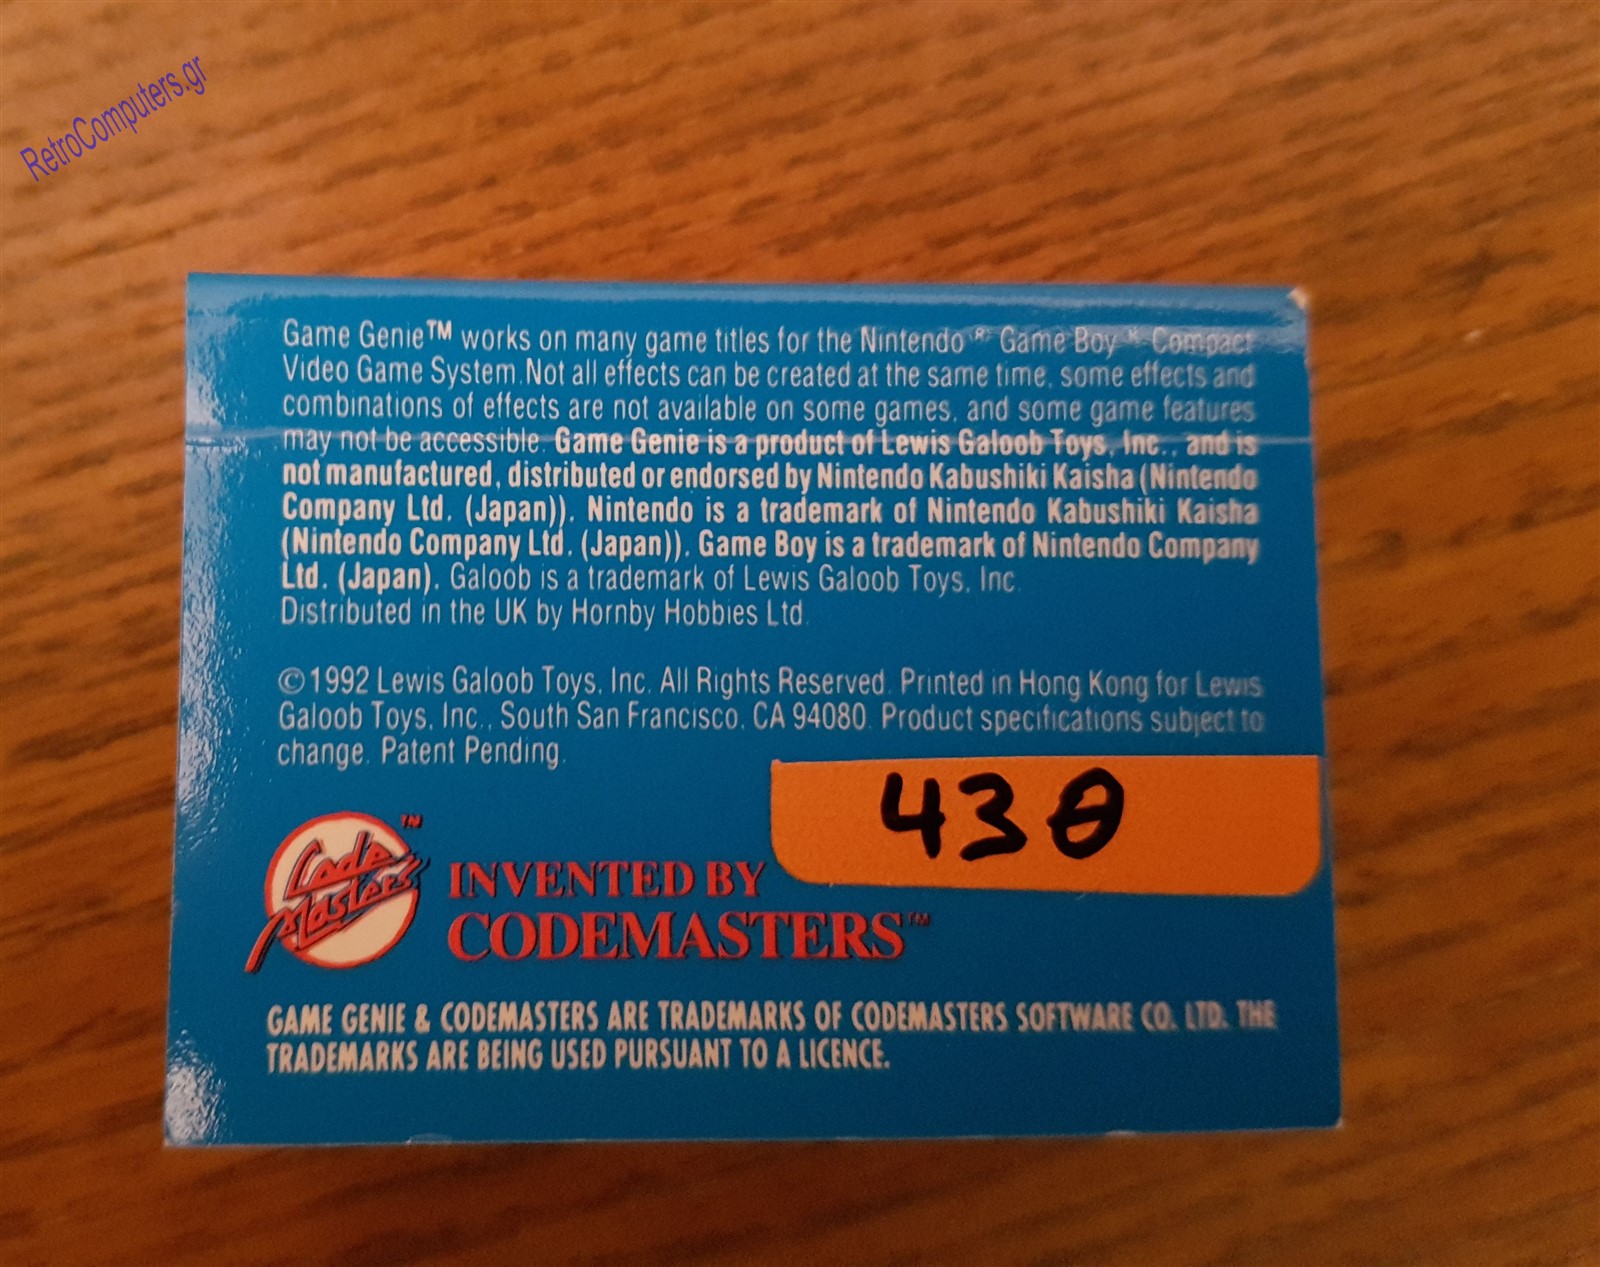 RetroComputers.gr
Game Genie™ works on many game titles for the Nintendo ® Game Boy ® Compact
Video Game System. Not all effects can be created at the same time, some effects and
combinations of effects are not available on some games, and some game features
may not be accessible. Game Genie is a product of Lewis Galoob Toys, Inc., and is
not manufactured, distributed or endorsed by Nintendo Kabushiki Kaisha (Nintendo
Company Ltd. (Japan)). Nintendo is a trademark of Nintendo Kabushiki Kaisha
(Nintendo Company Ltd. (Japan)). Game Boy is a trademark of Nintendo Company
Ltd. (Japan). Galoob is a trademark of Lewis Galoob Toys, Inc.
Distributed in the UK by Hornby Hobbies Ltd.
©1992 Lewis Galoob Toys, Inc. All Rights Reserved. Printed in Hong Kong for Lewis
Galoob Toys, Inc., South San Francisco, CA 94080. Product specifications subject to
change. Patent Pending.
43θ
Code
Masters
™
INVENTED BY
CODEMASTERS™
GAME GENIE & CODEMASTERS ARE TRADEMARKS OF CODEMASTERS SOFTWARE CO. LTD. THE
TRADEMARKS ARE BEING USED PURSUANT TO A LICENCE.